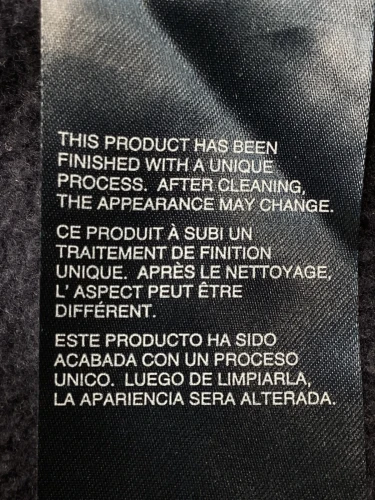 THIS PRODUCT HAS BEEN
FINISHED WITH A UNIQUE
PROCESS. AFTER CLEANING,
THE APPEARANCE MAY CHANGE.
CE PRODUIT À SUBI UN
TRAITEMENT DE FINITION
UNIQUE. APRÈS LE NETTOYAGE,
L' ASPECT PEUT ÊTRE
DIFFÉRENT.
ESTE PRODUCTO HA SIDO
ACABADA CON UN PROCESO
UNICO. LUEGO DE LIMPIARLA,
LA APARIENCIA SERA ALTERADA.